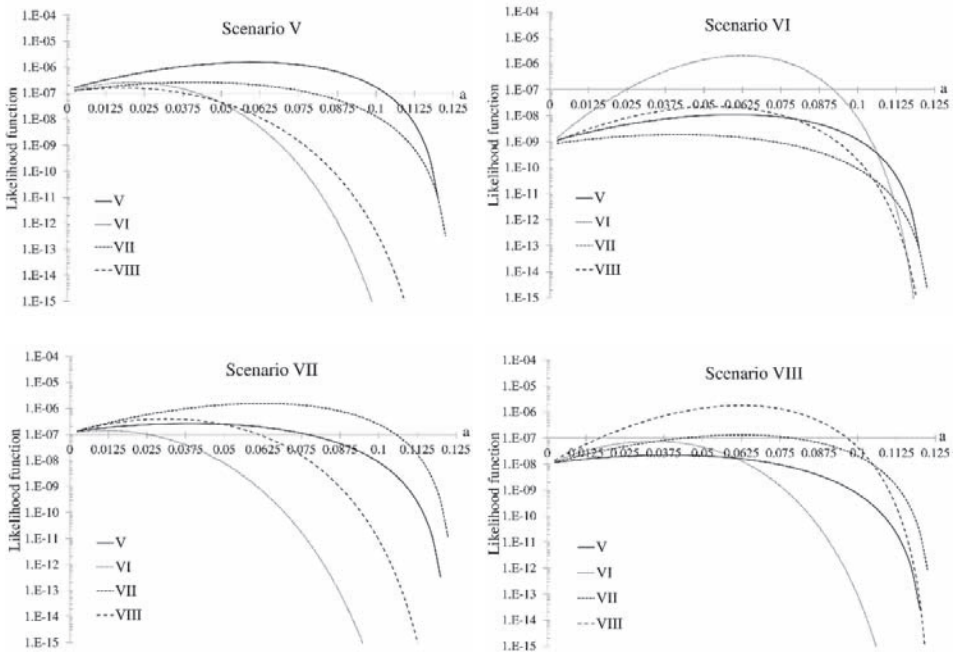 Scenario V
Likelihood function
1.E-04
1.E-05
1.E-06
1.E-07
1.E-08
1.E-09
1.E-10
1.E-11
1.E-12
1.E-13
1.E-14
1.E-15
a
0 0.0125 0.025 0.0375 0.05 0.0625 0.075 0.0875 0.1 0.1125 0.125
V
VI
VII
VIII
Scenario VI
Likelihood function
1.E-04
1.E-05
1.E-06
1.E-07
1.E-08
1.E-09
1.E-10
1.E-11
1.E-12
1.E-13
1.E-14
1.E-15
a
0 0.0125 0.025 0.0375 0.05 0.0625 0.075 0.0875 0.1 0.1125 0.125
V
VI
VII
VIII
Scenario VII
Likelihood function
1.E-04
1.E-05
1.E-06
1.E-07
1.E-08
1.E-09
1.E-10
1.E-11
1.E-12
1.E-13
1.E-14
1.E-15
a
0 0.0125 0.025 0.0375 0.05 0.0625 0.075 0.0875 0.1 0.1125 0.125
V
VI
VII
VIII
Scenario VIII
Likelihood function
1.E-04
1.E-05
1.E-06
1.E-07
1.E-08
1.E-09
1.E-10
1.E-11
1.E-12
1.E-13
1.E-14
1.E-15
a
0 0.0125 0.025 0.0375 0.05 0.0625 0.075 0.0875 0.1 0.1125 0.125
V
VI
VII
VIII